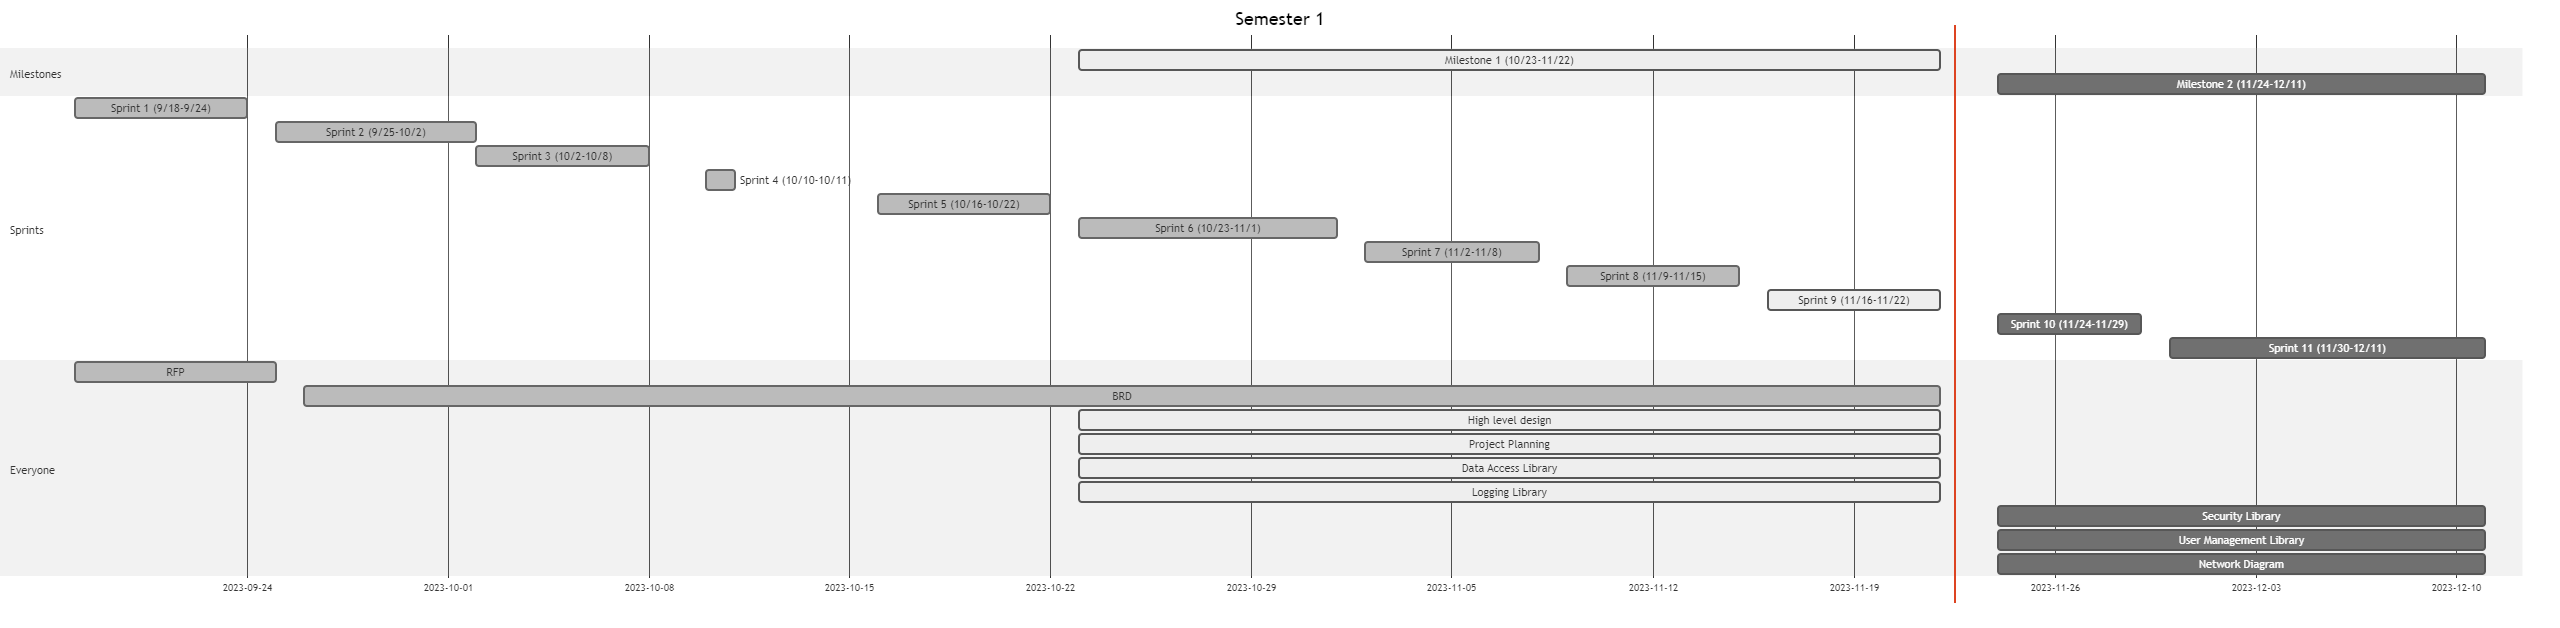 Semester 1
Milestones
Milestone 1 (10/23-11/22)
Milestone 2 (11/24-12/11)
Sprint 1 (9/18-9/24)
Sprint 2 (9/25-10/2)
Sprint 3 (10/2-10/8)
Sprint 4 (10/10-10/11)
Sprint 5 (10/16-10/22)
Sprints
Sprint 6 (10/23-11/1)
Sprint 7 (11/2-11/8)
Sprint 8 (11/9-11/15)
Sprint 9 (11/16-11/22)
Sprint 10 (11/24-11/29)
Sprint 11 (11/30-12/11)
RFP
BRD
High level design
Project Planning
Everyone
Data Access Library
Logging Library
Security Library
User Management Library
Network Diagram
2023-09-24 2023-10-01 2023-10-08 2023-10-15 2023-10-22 2023-10-29 2023-11-05 2023-11-12 2023-11-19 2023-11-26 2023-12-03 2023-12-10